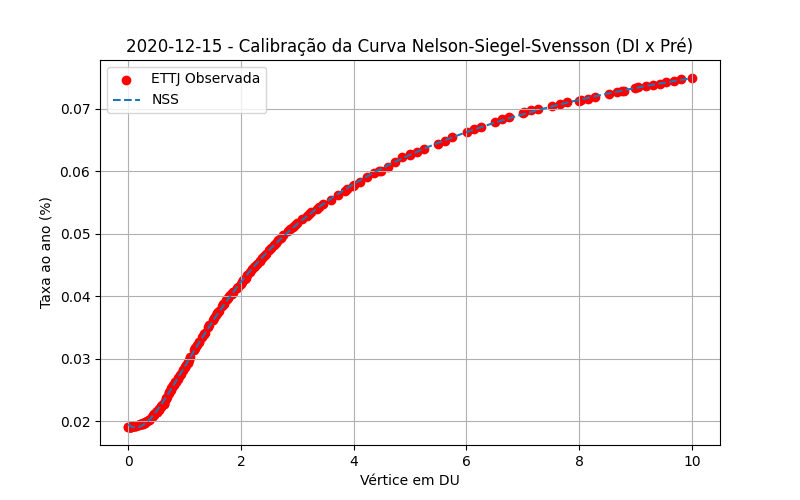 2020-12-15 - Calibração da Curva Nelson-Siegel-Svensson (DI x Pré)
ETTJ Observada
NSS
0.07
0.06
0.05
0.04
0.03
0.02
Taxa ao ano (%)
0 2 4 6 8 10
Vértice em DU